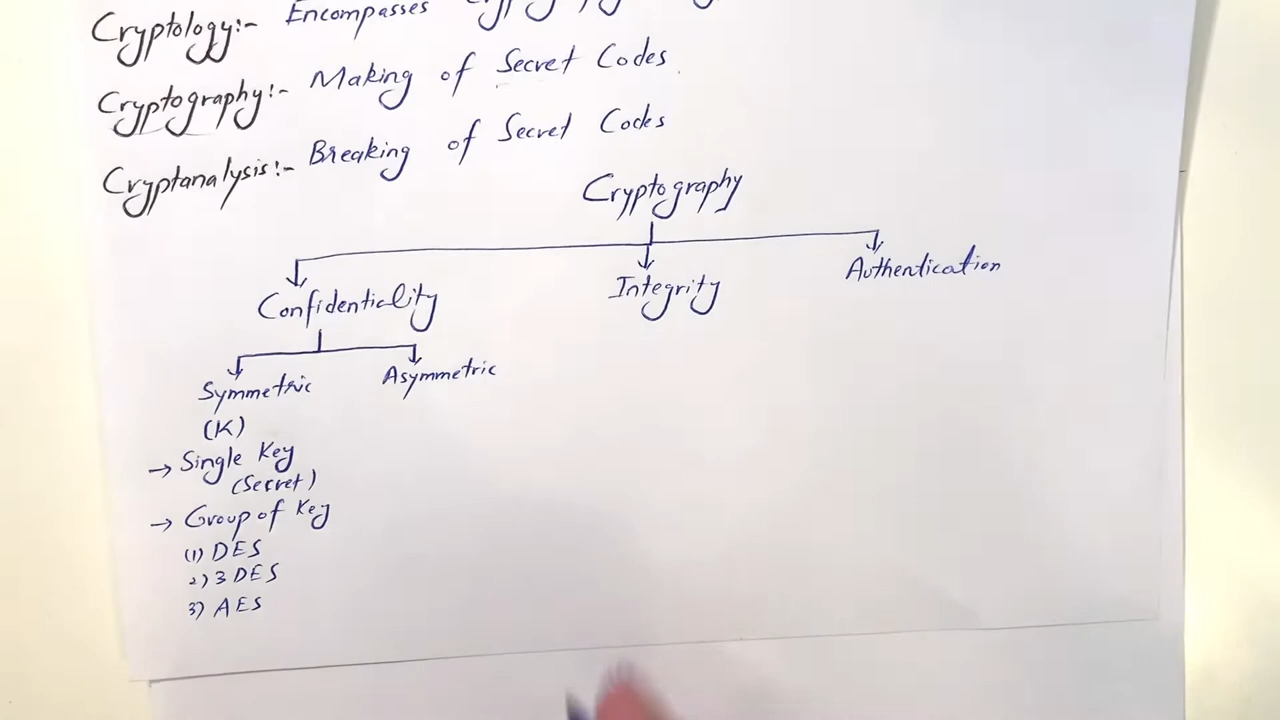 Cryptology:- Encompasses
Cryptography:- Making of Secret Codes
Cryptanalysis:- Breaking of Secret Codes
Cryptography
Confidenticlity Integrity Authentication
Symmetric Asymmetric
(K)
→ Single Key
(Secret)
→ Group of Key
(1) DES
2) 3 DES
3) AES